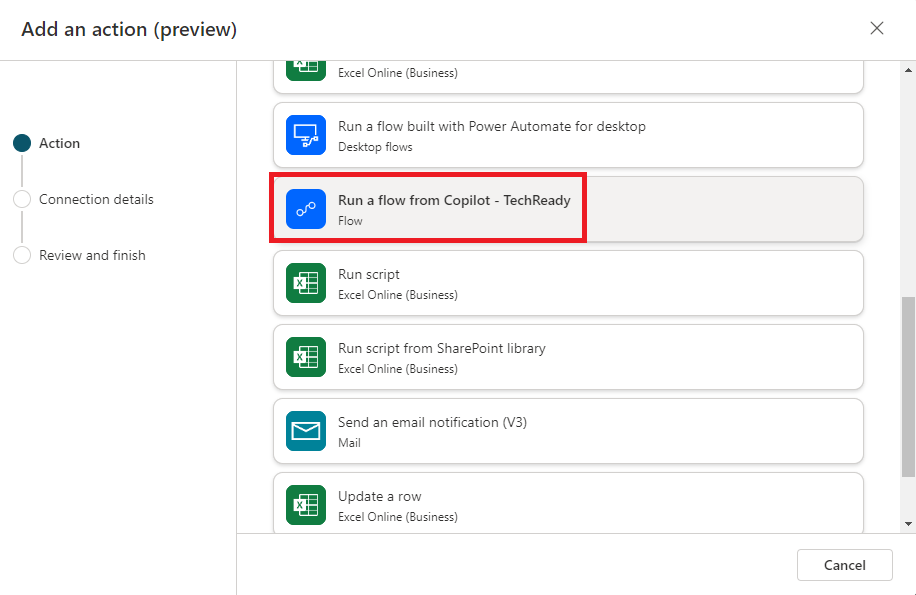 Add an action (preview)
Action
Connection details
Review and finish
Excel Online (Business)
Run a flow built with Power Automate for desktop
Desktop flows
Run a flow from Copilot - TechReady
Flow
Run script
Excel Online (Business)
Run script from SharePoint library
Excel Online (Business)
Send an email notification (V3)
Mail
Update a row
Excel Online (Business)
Cancel